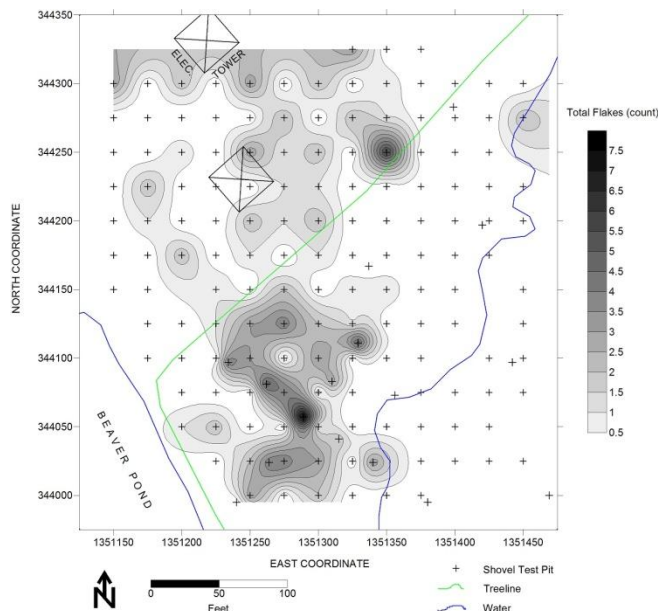 344350
344300
344250
344200
344150
344100
344050
344000
NORTH COORDINATE
ELEC. TOWER
BEAVER POND
1351150
1351200
1351250
1351300
1351350
1351400
1351450
EAST COORDINATE
Total Flakes (count)
7.5
7
6.5
6
5.5
5
4.5
4
3.5
3
2.5
2
1.5
1
0.5
N
0 50 100
Feet
Shovel Test Pit
Treeline
Water